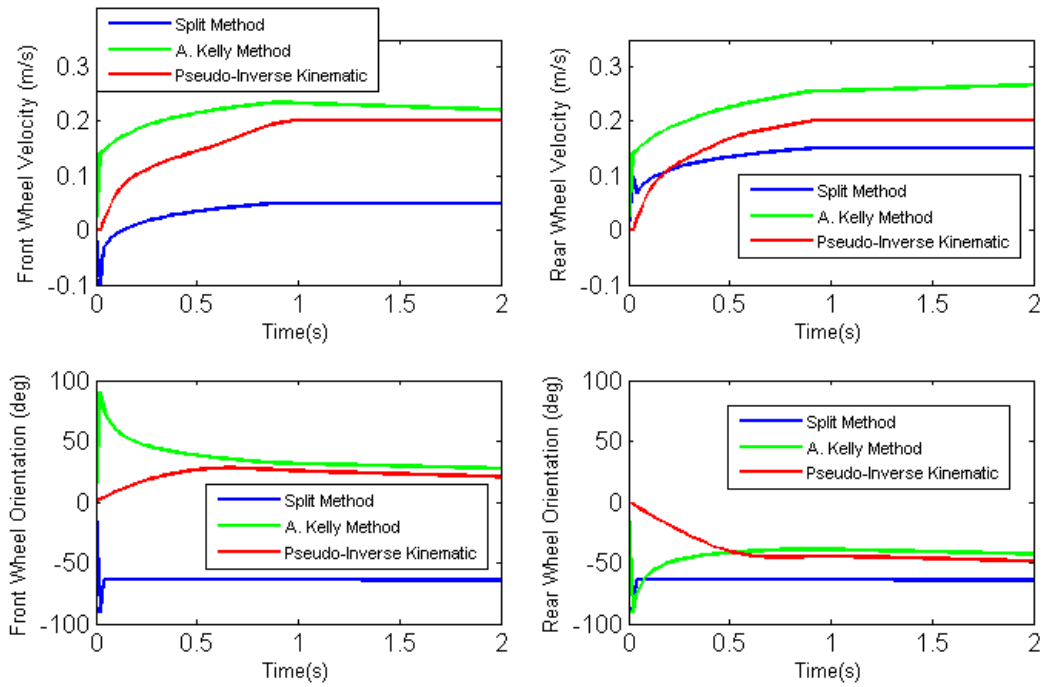 Split Method
A. Kelly Method
Pseudo-Inverse Kinematic
Front Wheel Velocity (m/s)
0.3
0.2
0.1
0
-0.1
0 0.5 1 1.5 2
Time(s)
Rear Wheel Velocity (m/s)
0.3
0.2
0.1
0
-0.1
Split Method
A. Kelly Method
Pseudo-Inverse Kinematic
0 0.5 1 1.5 2
Time(s)
Front Wheel Orientation (deg)
100
50
0
-50
-100
Split Method
A. Kelly Method
Pseudo-Inverse Kinematic
0 0.5 1 1.5 2
Time(s)
Rear Wheel Orientation (deg)
100
50
0
-50
-100
Split Method
A. Kelly Method
Pseudo-Inverse Kinematic
0 0.5 1 1.5 2
Time(s)